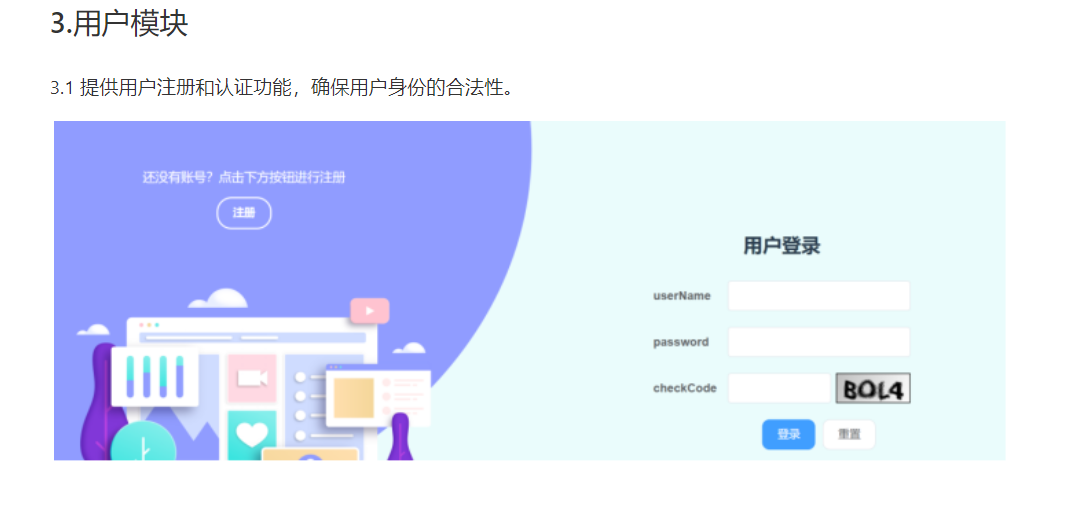 3.用户模块
3.1 提供用户注册和认证功能，确保用户身份的合法性。
还没有账号？点击下方按钮进行注册
注册
用户登录
userName
password
checkCode
BOL4
登录
重置